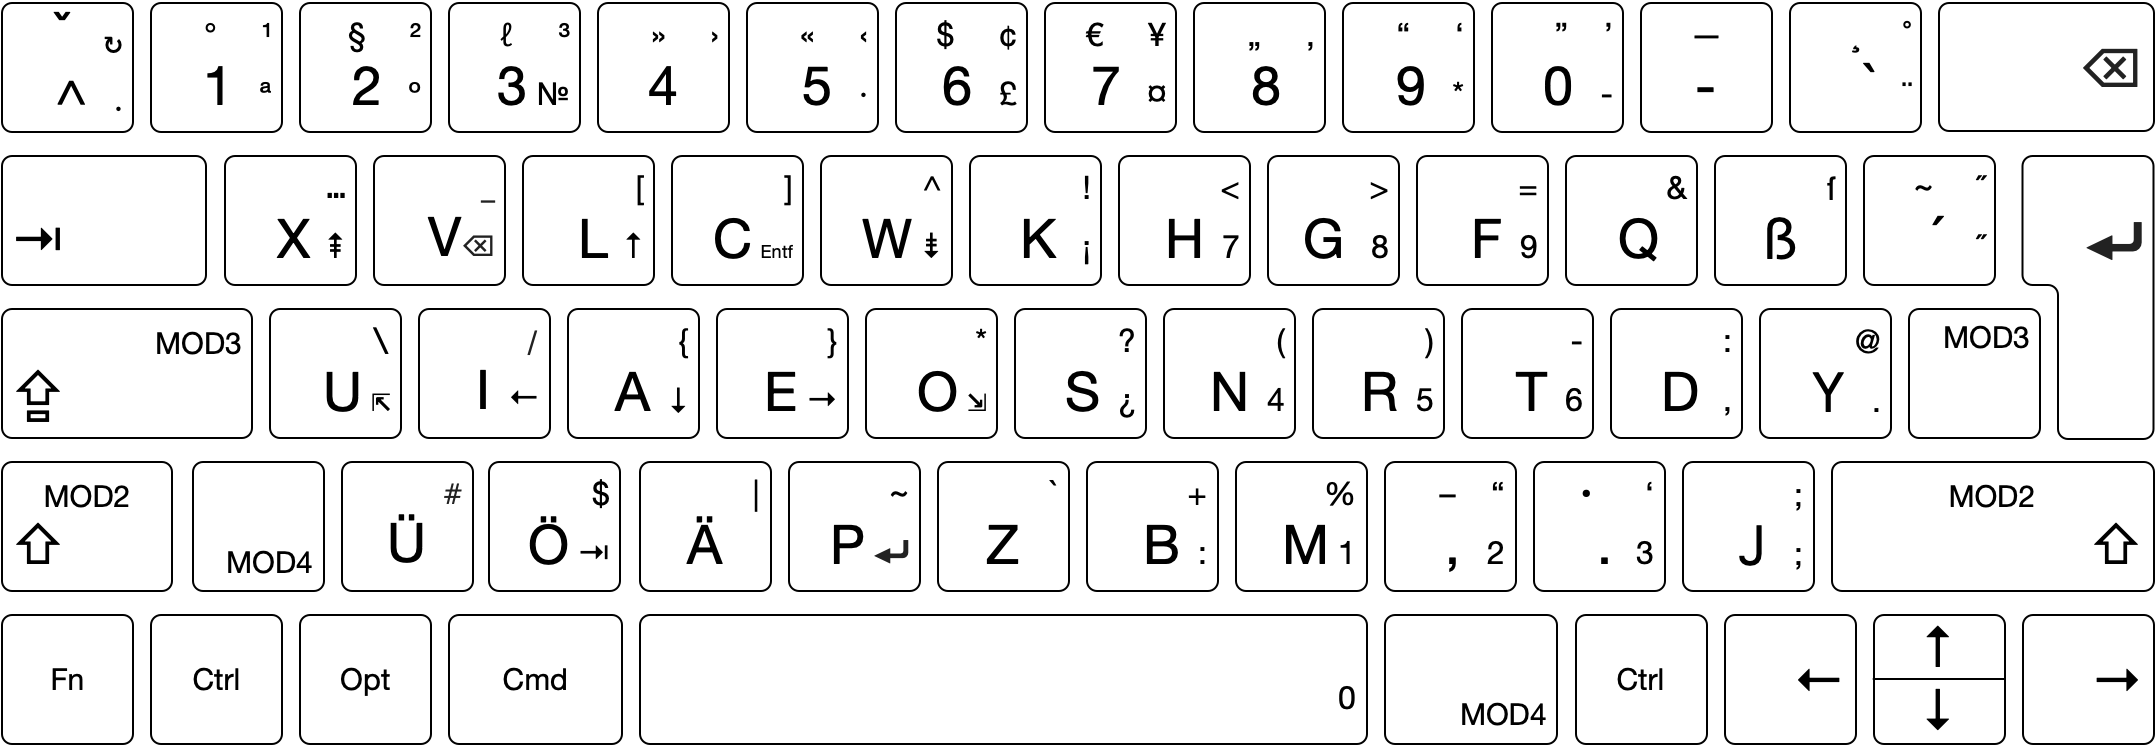 ˇ ↻ ° 1 § 2 ℓ 3 » › « ‹ $ ¢ € ¥ „ ‚ “ ‘ ” ’ — ¸ °
^ . 1 a 2 o 3 № 4 5 · 6 £ 7 ¤ 8 9 * 0 - - ` ¨ ⌫
… _ [ ] ^ ! < > = & ſ ~ ˝
⇥ X ⇞ V ⌫ L ↑ C Entf W ⇟ K ¡ H 7 G 8 F 9 Q ß ´ ˝ ↵
MOD3 \ / { } * ? ( ) - : @ MOD3
⇪ U ⇱ I ← A ↓ E → O ⇲ S ¿ N 4 R 5 T 6 D , Y .
MOD2 # $ | ~ ` + % – “ • ‘ ; MOD2
⇧ MOD4 Ü Ö ⇥ Ä P ↵ Z B : M 1 , 2 . 3 J ; ⇧
Fn Ctrl Opt Cmd 0 MOD4 Ctrl ← ↑ ↓ →